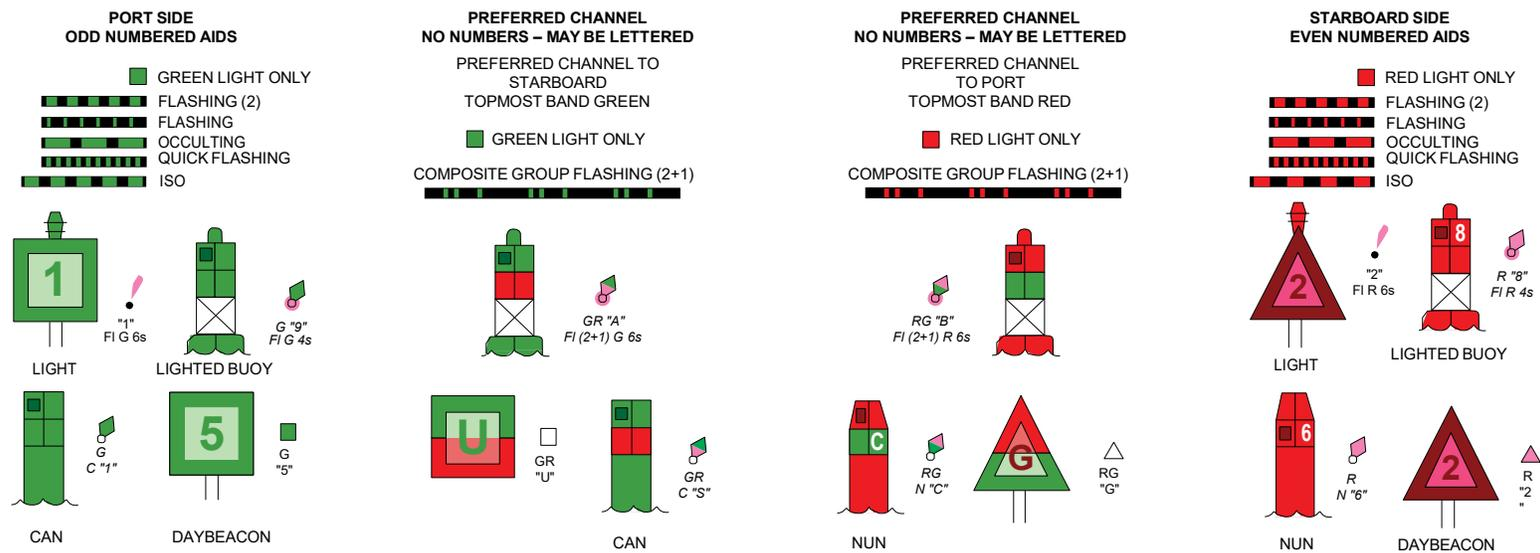 PORT SIDE
ODD NUMBERED AIDS
GREEN LIGHT ONLY
FLASHING (2)
FLASHING
OCCULTING
QUICK FLASHING
ISO
1
"1"
Fl G 6s
G "9"
Fl G 4s
LIGHT
LIGHTED BUOY
G
C "1"
5
G
"5"
CAN
DAYBEACON
PREFERRED CHANNEL
NO NUMBERS – MAY BE LETTERED
PREFERRED CHANNEL TO
STARBOARD
TOPMOST BAND GREEN
GREEN LIGHT ONLY
COMPOSITE GROUP FLASHING (2+1)
GR "A"
Fl (2+1) G 6s
U
GR
"U"
GR
C "S"
CAN
PREFERRED CHANNEL
NO NUMBERS – MAY BE LETTERED
PREFERRED CHANNEL
TO PORT
TOPMOST BAND RED
RED LIGHT ONLY
COMPOSITE GROUP FLASHING (2+1)
RG "B"
Fl (2+1) R 6s
C
RG
N "C"
G
RG
"G"
NUN
STARBOARD SIDE
EVEN NUMBERED AIDS
RED LIGHT ONLY
FLASHING (2)
FLASHING
OCCULTING
QUICK FLASHING
ISO
2
"2"
Fl R 6s
8
R "8"
Fl R 4s
LIGHT
LIGHTED BUOY
6
R
N "6"
2
R
"2
"
NUN
DAYBEACON